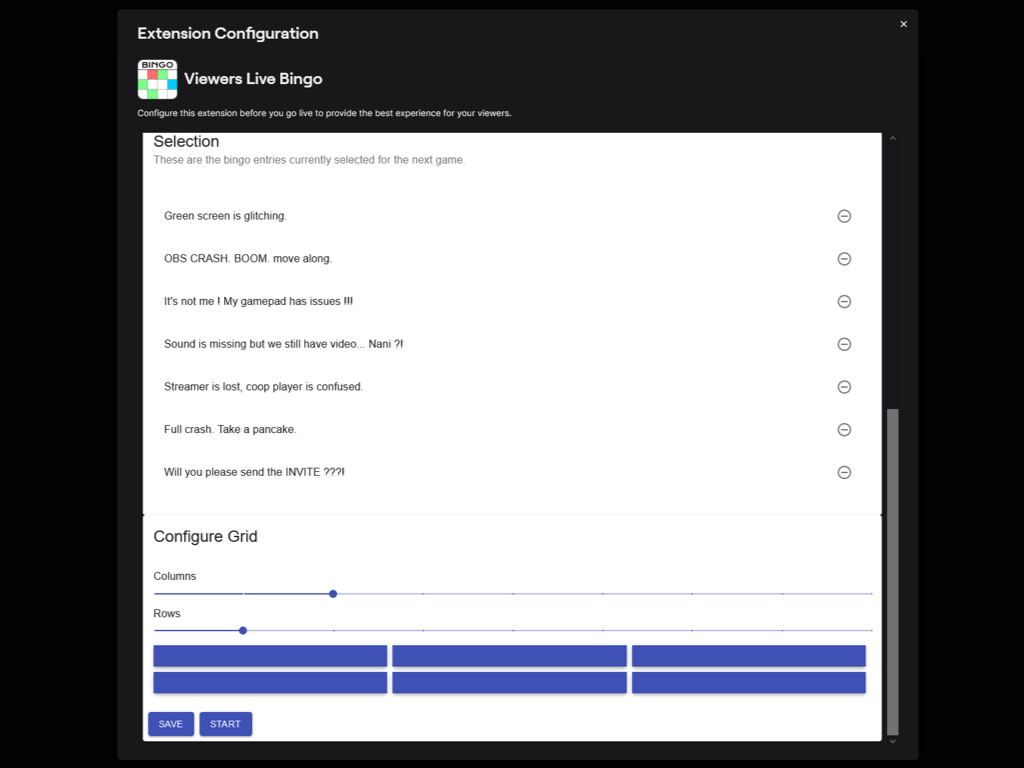 Extension Configuration
×
BINGO
Viewers Live Bingo
Configure this extension before you go live to provide the best experience for your viewers.
Selection
These are the bingo entries currently selected for the next game.
Green screen is glitching.
OBS CRASH. BOOM. move along.
It's not me ! My gamepad has issues !!!
Sound is missing but we still have video... Nani ?!
Streamer is lost, coop player is confused.
Full crash. Take a pancake.
Will you please send the INVITE ???!
Configure Grid
Columns
Rows
SAVE START